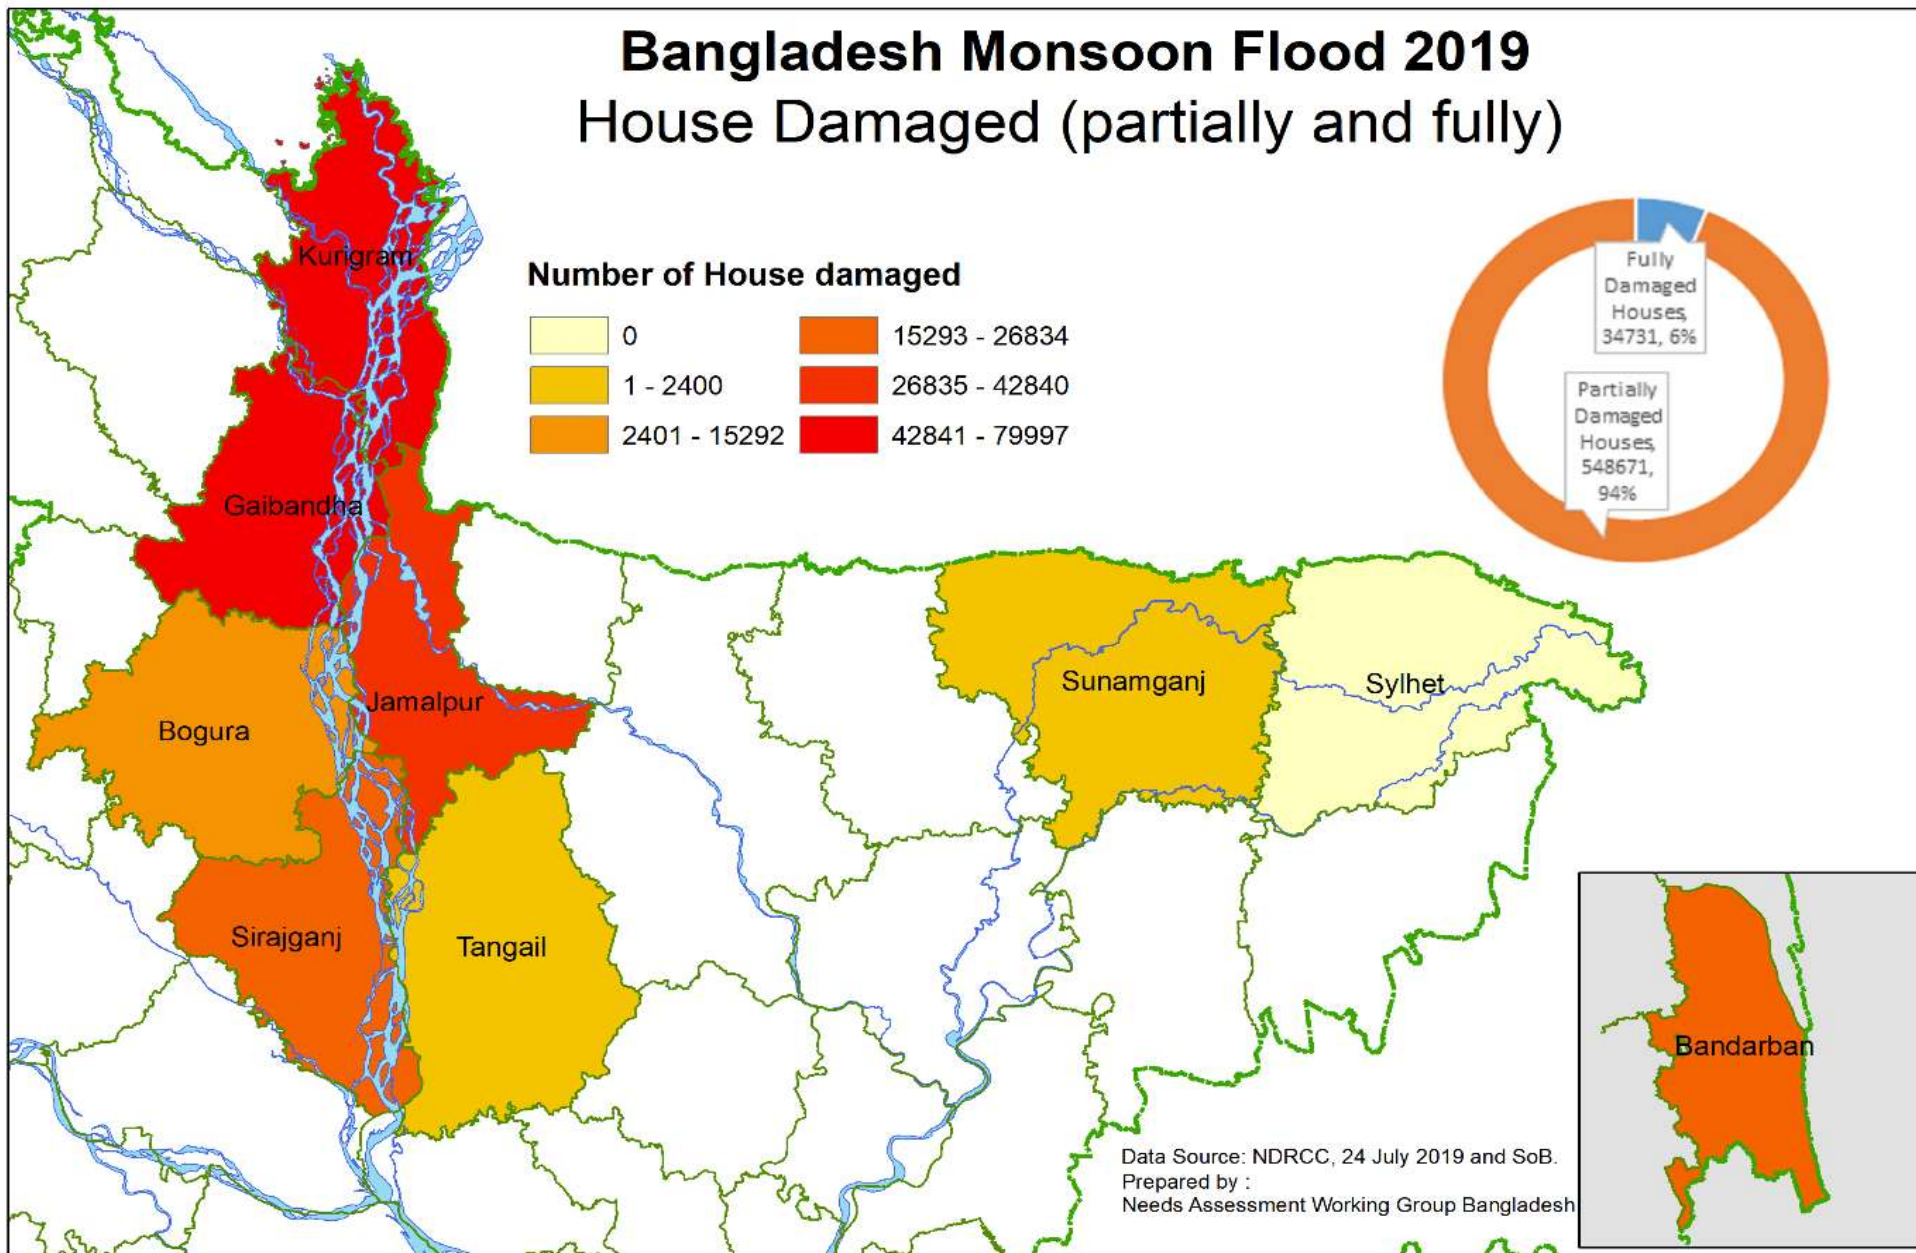 Bangladesh Monsoon Flood 2019
House Damaged (partially and fully)
Number of House damaged
0
1 - 2400
2401 - 15292
15293 - 26834
26835 - 42840
42841 - 79997
Fully
Damaged
Houses,
34731, 6%
Partially
Damaged
Houses,
548671,
94%
Kurigram
Gaibandha
Jamalpur
Bogura
Sirajganj
Tangail
Sunamganj
Sylhet
Bandarban
Data Source: NDRCC, 24 July 2019 and SoB.
Prepared by :
Needs Assessment Working Group Bangladesh